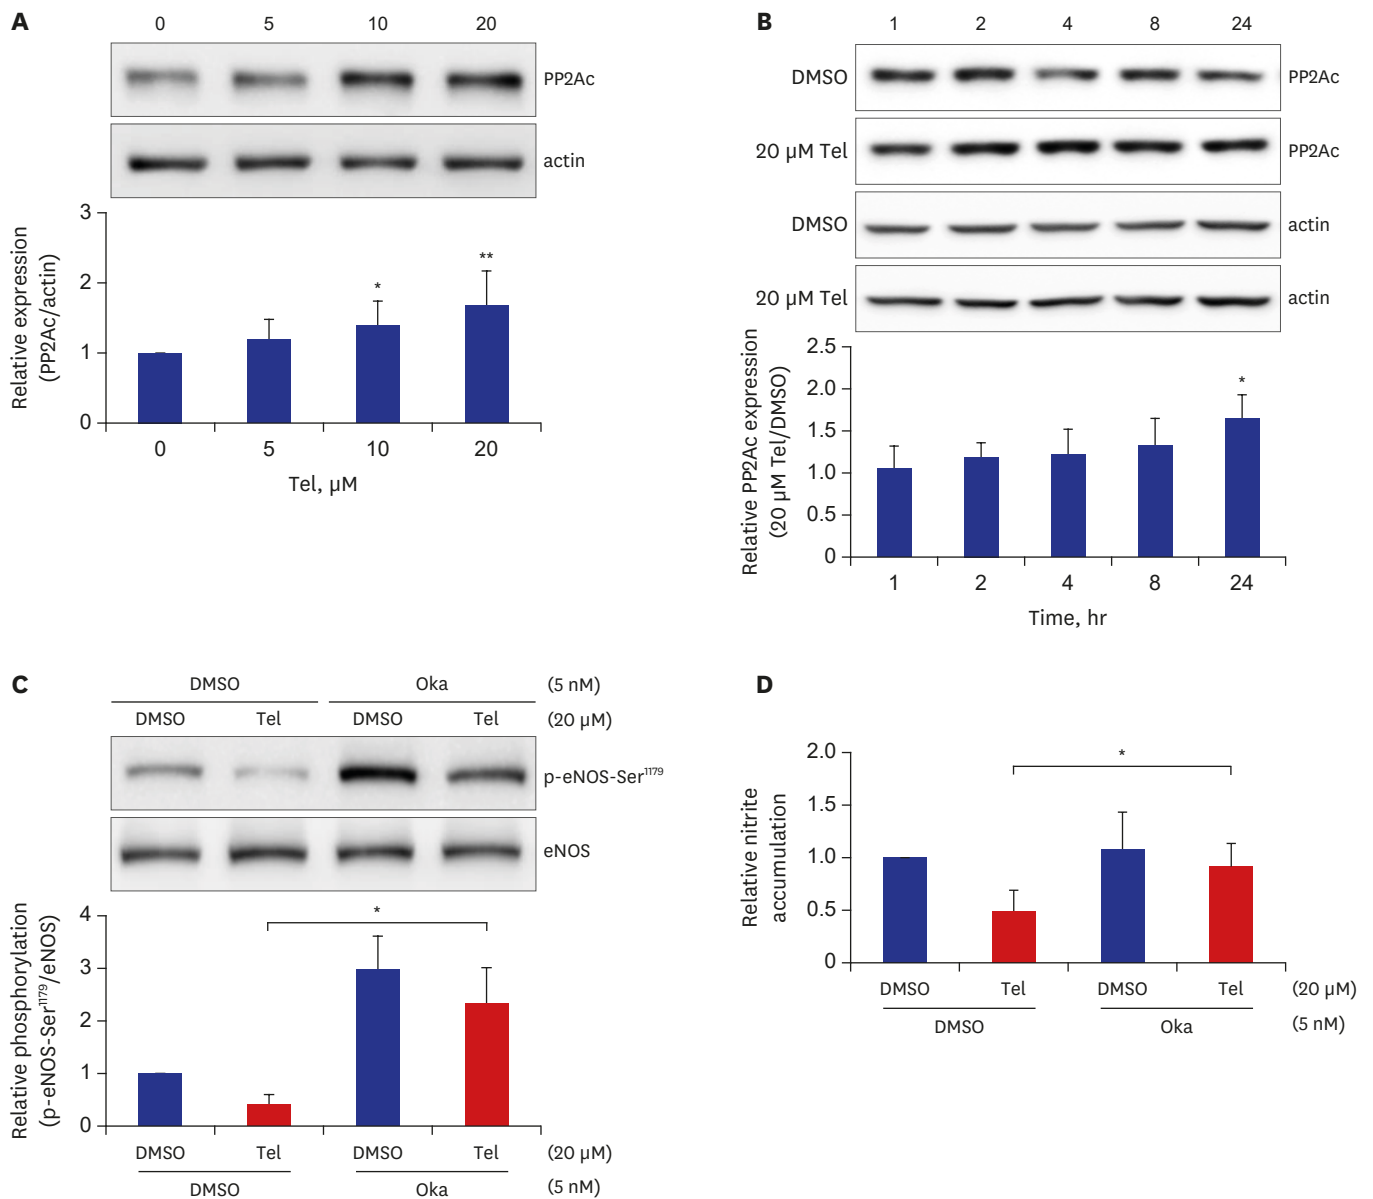 A
0 5 10 20
PP2Ac
actin
Relative expression
(PP2Ac/actin)
3
2
1
0
*
**
0 5 10 20
Tel, µM
B
1 2 4 8 24
DMSO PP2Ac
20 µM Tel PP2Ac
DMSO actin
20 µM Tel actin
Relative PP2Ac expression
(20 µM Tel/DMSO)
2.5
2.0
1.5
1.0
0.5
0
*
1 2 4 8 24
Time, hr
C
DMSO Oka (5 nM)
DMSO Tel DMSO Tel (20 µM)
p-eNOS-Ser¹¹⁷⁹
eNOS
Relative phosphorylation
(p-eNOS-Ser¹¹⁷⁹/eNOS)
4
3
2
1
0
*
DMSO Tel DMSO Tel (20 µM)
DMSO Oka (5 nM)
D
Relative nitrite
accumulation
2.0
1.5
1.0
0.5
0
*
DMSO Tel DMSO Tel (20 µM)
DMSO Oka (5 nM)